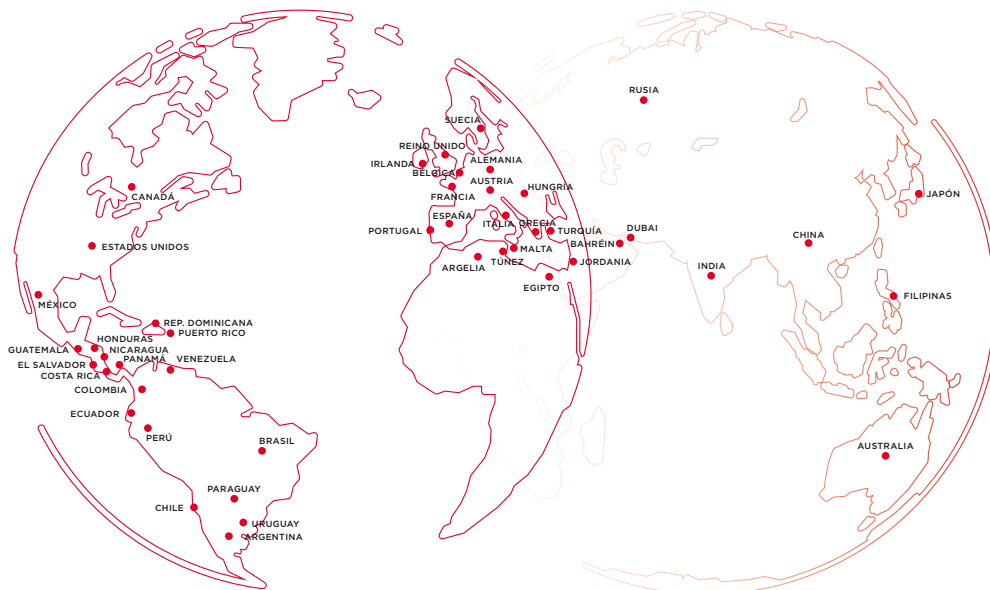 RUSIA
SUECIA
REINO UNIDO
IRLANDA
ALEMANIA
BÉLGICA
AUSTRIA
HUNGRÍA
FRANCIA
CANADÁ
JAPÓN
ESPAÑA
ITALIA
GRECIA
PORTUGAL
TURQUÍA
DUBAI
CHINA
ESTADOS UNIDOS
BAHRÉIN
MALTA
TÚNEZ
ARGELIA
JORDANIA
INDIA
EGIPTO
MÉXICO
FILIPINAS
REP. DOMINICANA
PUERTO RICO
HONDURAS
GUATEMALA
NICARAGUA
PANAMÁ
VENEZUELA
EL SALVADOR
COSTA RICA
COLOMBIA
ECUADOR
PERÚ
BRASIL
AUSTRALIA
PARAGUAY
CHILE
URUGUAY
ARGENTINA